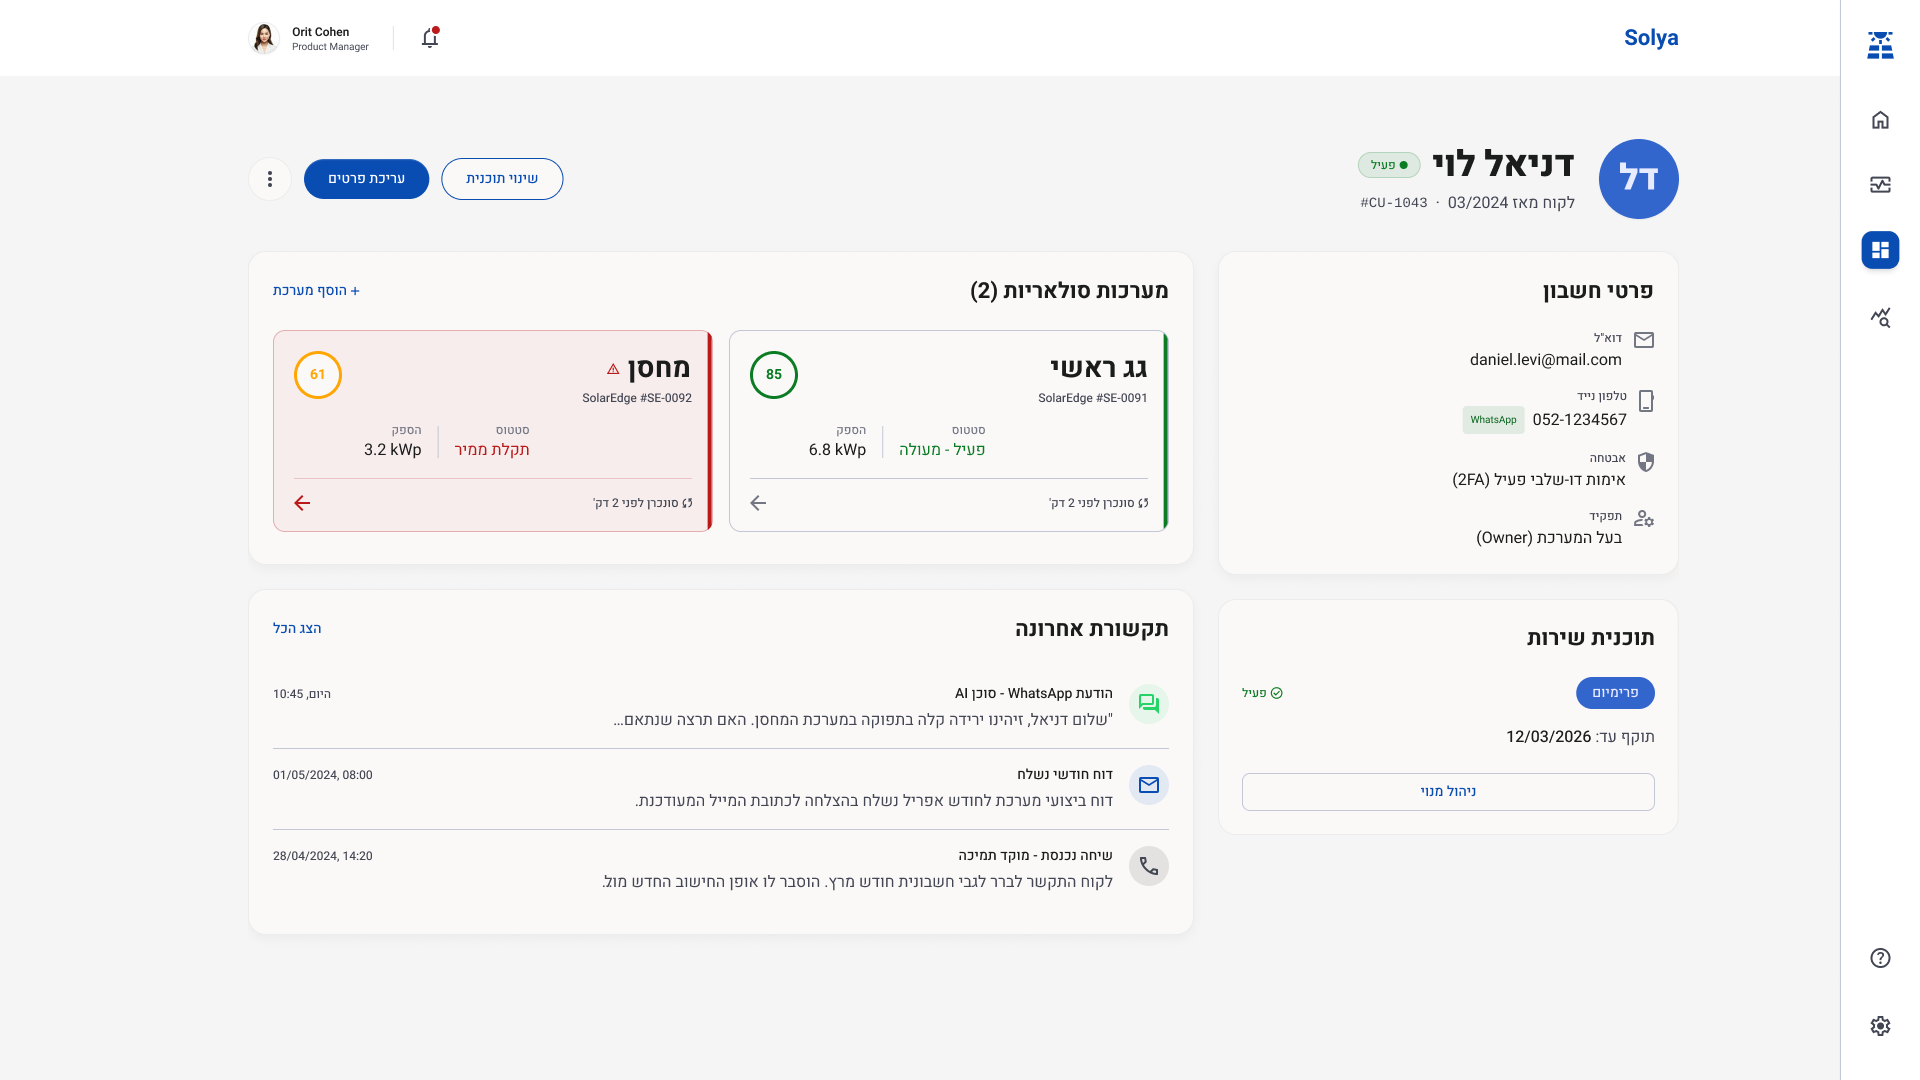 Solya
Orit Cohen
Product Manager
דל
דניאל לוי
פעיל
לקוח מאז 03/2024 · #CU-1043
שינוי תוכנית
עריכת פרטים
פרטי חשבון
דוא"ל
daniel.levi@mail.com
טלפון נייד
052-1234567 WhatsApp
אבטחה
אימות דו-שלבי פעיל (2FA)
תפקיד
בעל המערכת (Owner)
תוכנית שירות
פרימיום
פעיל
תוקף עד: 12/03/2026
ניהול מנוי
מערכות סולאריות (2)
+ הוסף מערכת
גג ראשי
85
SolarEdge #SE-0091
סטטוס
פעיל - מעולה
הספק
6.8 kWp
סונכרן לפני 2 דק'
מחסן
61
SolarEdge #SE-0092
סטטוס
תקלת ממיר
הספק
3.2 kWp
סונכרן לפני 2 דק'
תקשורת אחרונה
הצג הכל
הודעת WhatsApp - סוכן AI
היום, 10:45
"שלום דניאל, זיהינו ירידה קלה בתפוקה במערכת המחסן. האם תרצה שנתאם...
דוח חודשי נשלח
01/05/2024, 08:00
דוח ביצועי מערכת לחודש אפריל נשלח בהצלחה לכתובת המייל המעודכנת.
שיחה נכנסת - מוקד תמיכה
28/04/2024, 14:20
לקוח התקשר לברר לגבי חשבונית חודש מרץ. הוסבר לו אופן החישוב החדש מול.